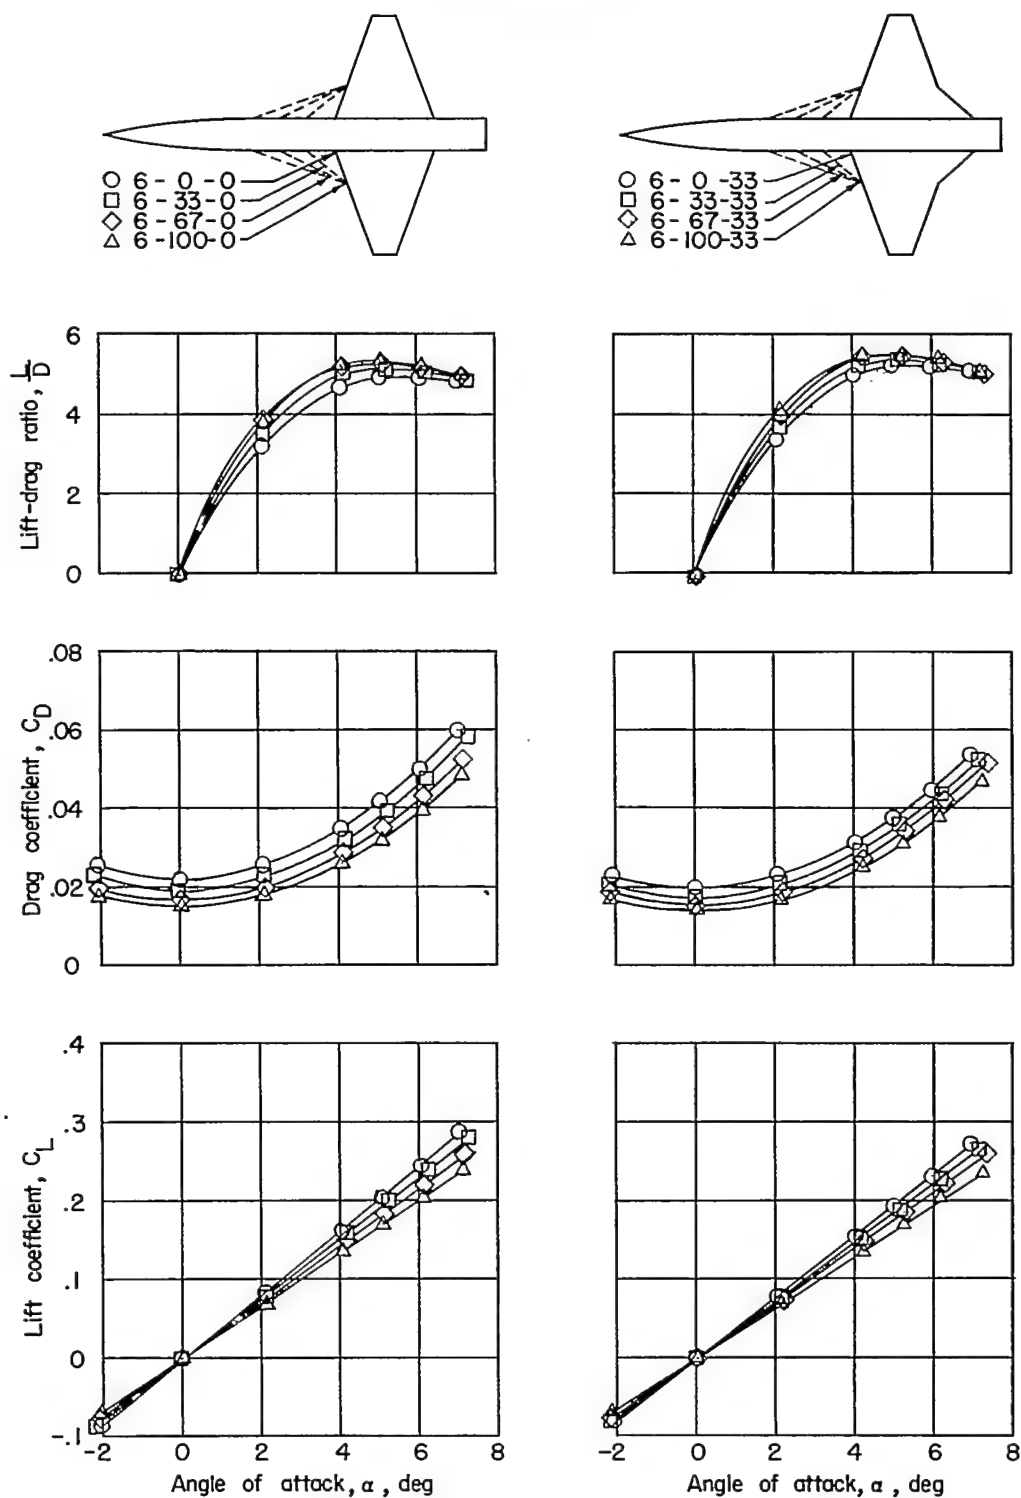 6 - 0 - 0
6 - 33 - 0
6 - 67 - 0
6 - 100 - 0
6 - 0 - 33
6 - 33 - 33
6 - 67 - 33
6 - 100 - 33
Lift-drag ratio, L/D
6
4
2
0
Drag coefficient, C_D
.08
.06
.04
.02
0
Lift coefficient, C_L
.4
.3
.2
.1
0
-.1
-2 0 2 4 6 8
-2 0 2 4 6 8
Angle of attack, α, deg
Angle of attack, α, deg